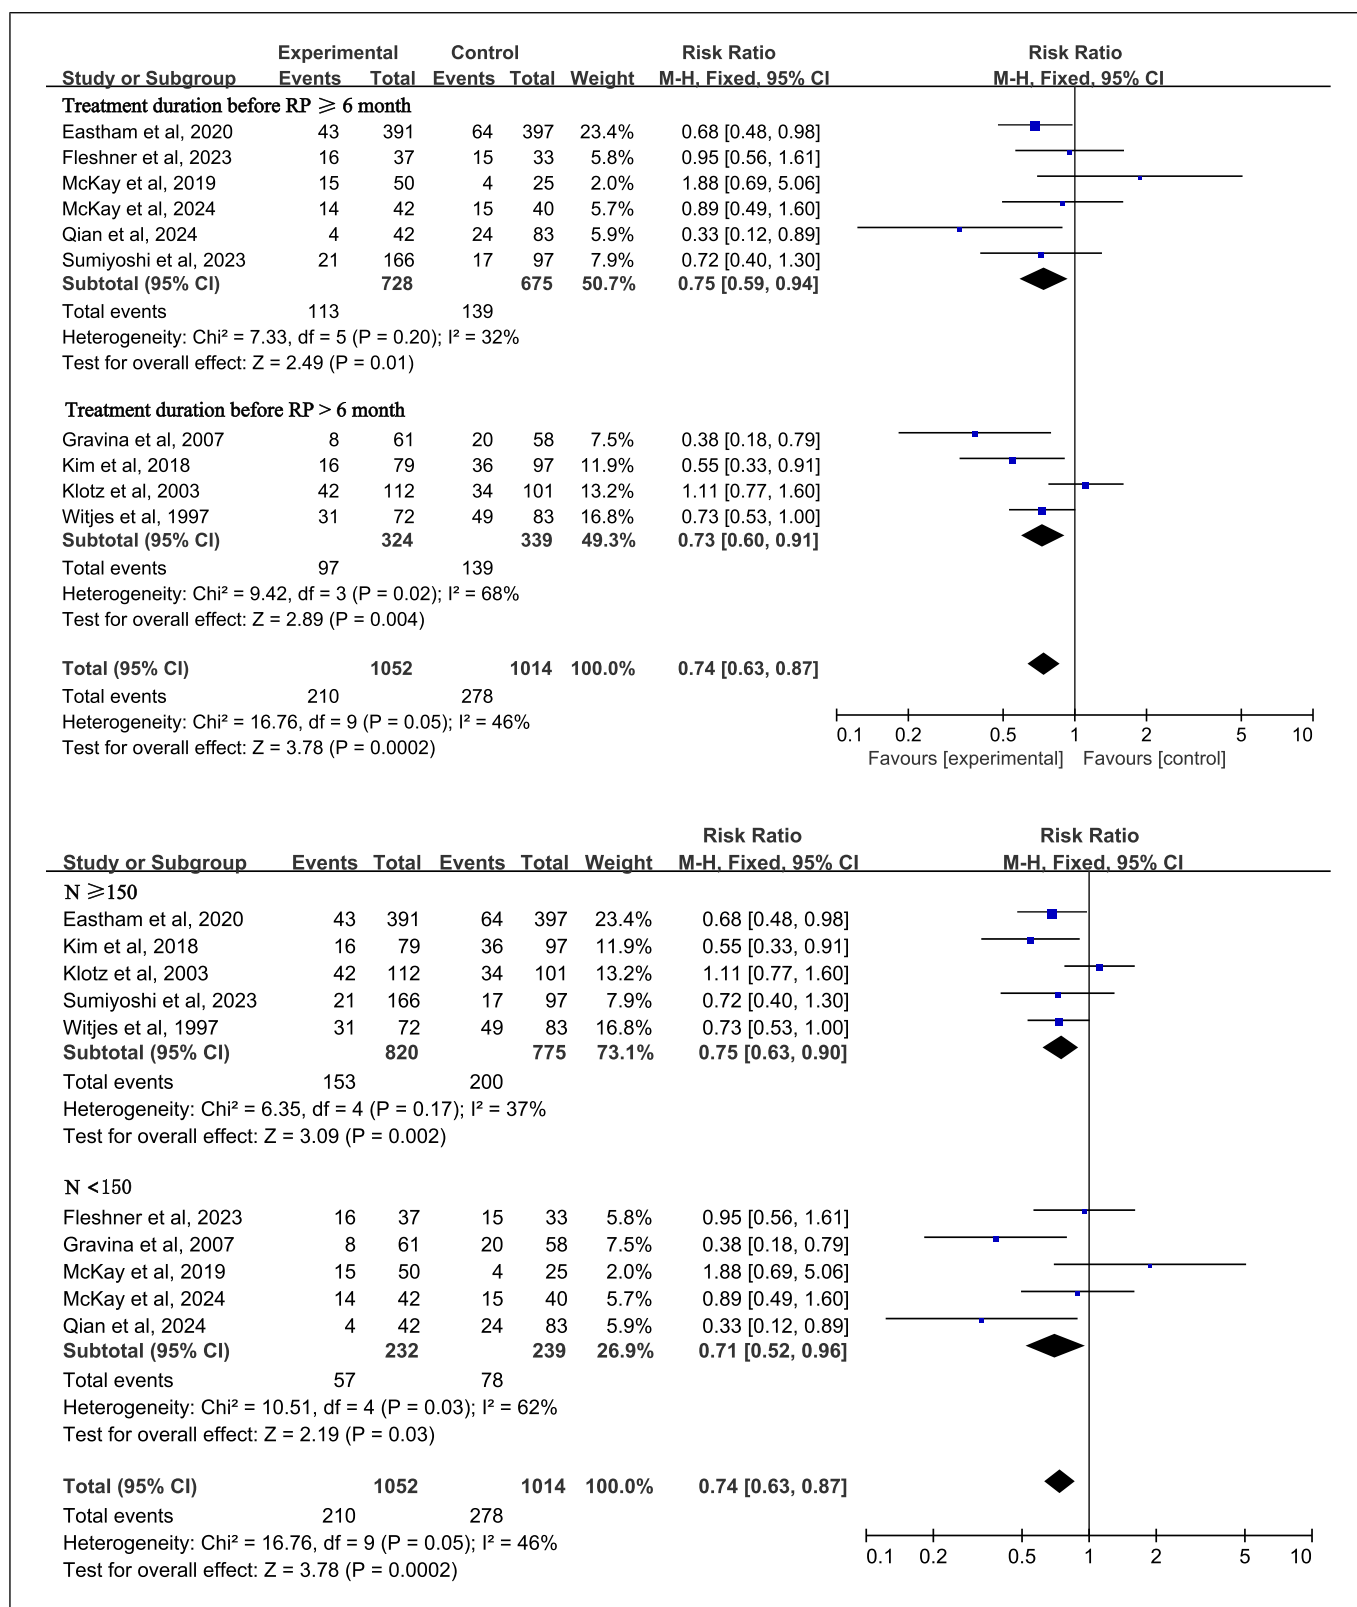 Experimental Control Risk Ratio Risk Ratio
Study or Subgroup Events Total Events Total Weight M-H, Fixed, 95% CI M-H, Fixed, 95% CI
Treatment duration before RP ⩾ 6 month
Eastham et al, 2020 43 391 64 397 23.4% 0.68 [0.48, 0.98]
Fleshner et al, 2023 16 37 15 33 5.8% 0.95 [0.56, 1.61]
McKay et al, 2019 15 50 4 25 2.0% 1.88 [0.69, 5.06]
McKay et al, 2024 14 42 15 40 5.7% 0.89 [0.49, 1.60]
Qian et al, 2024 4 42 24 83 5.9% 0.33 [0.12, 0.89]
Sumiyoshi et al, 2023 21 166 17 97 7.9% 0.72 [0.40, 1.30]
Subtotal (95% CI) 728 675 50.7% 0.75 [0.59, 0.94]
Total events 113 139
Heterogeneity: Chi² = 7.33, df = 5 (P = 0.20); I² = 32%
Test for overall effect: Z = 2.49 (P = 0.01)
Treatment duration before RP > 6 month
Gravina et al, 2007 8 61 20 58 7.5% 0.38 [0.18, 0.79]
Kim et al, 2018 16 79 36 97 11.9% 0.55 [0.33, 0.91]
Klotz et al, 2003 42 112 34 101 13.2% 1.11 [0.77, 1.60]
Witjes et al, 1997 31 72 49 83 16.8% 0.73 [0.53, 1.00]
Subtotal (95% CI) 324 339 49.3% 0.73 [0.60, 0.91]
Total events 97 139
Heterogeneity: Chi² = 9.42, df = 3 (P = 0.02); I² = 68%
Test for overall effect: Z = 2.89 (P = 0.004)
Total (95% CI) 1052 1014 100.0% 0.74 [0.63, 0.87]
Total events 210 278
Heterogeneity: Chi² = 16.76, df = 9 (P = 0.05); I² = 46%
Test for overall effect: Z = 3.78 (P = 0.0002)
0.1 0.2 0.5 1 2 5 10
Favours [experimental] Favours [control]
Risk Ratio Risk Ratio
Study or Subgroup Events Total Events Total Weight M-H, Fixed, 95% CI M-H, Fixed, 95% CI
N ⩾150
Eastham et al, 2020 43 391 64 397 23.4% 0.68 [0.48, 0.98]
Kim et al, 2018 16 79 36 97 11.9% 0.55 [0.33, 0.91]
Klotz et al, 2003 42 112 34 101 13.2% 1.11 [0.77, 1.60]
Sumiyoshi et al, 2023 21 166 17 97 7.9% 0.72 [0.40, 1.30]
Witjes et al, 1997 31 72 49 83 16.8% 0.73 [0.53, 1.00]
Subtotal (95% CI) 820 775 73.1% 0.75 [0.63, 0.90]
Total events 153 200
Heterogeneity: Chi² = 6.35, df = 4 (P = 0.17); I² = 37%
Test for overall effect: Z = 3.09 (P = 0.002)
N <150
Fleshner et al, 2023 16 37 15 33 5.8% 0.95 [0.56, 1.61]
Gravina et al, 2007 8 61 20 58 7.5% 0.38 [0.18, 0.79]
McKay et al, 2019 15 50 4 25 2.0% 1.88 [0.69, 5.06]
McKay et al, 2024 14 42 15 40 5.7% 0.89 [0.49, 1.60]
Qian et al, 2024 4 42 24 83 5.9% 0.33 [0.12, 0.89]
Subtotal (95% CI) 232 239 26.9% 0.71 [0.52, 0.96]
Total events 57 78
Heterogeneity: Chi² = 10.51, df = 4 (P = 0.03); I² = 62%
Test for overall effect: Z = 2.19 (P = 0.03)
Total (95% CI) 1052 1014 100.0% 0.74 [0.63, 0.87]
Total events 210 278
Heterogeneity: Chi² = 16.76, df = 9 (P = 0.05); I² = 46%
Test for overall effect: Z = 3.78 (P = 0.0002)
0.1 0.2 0.5 1 2 5 10